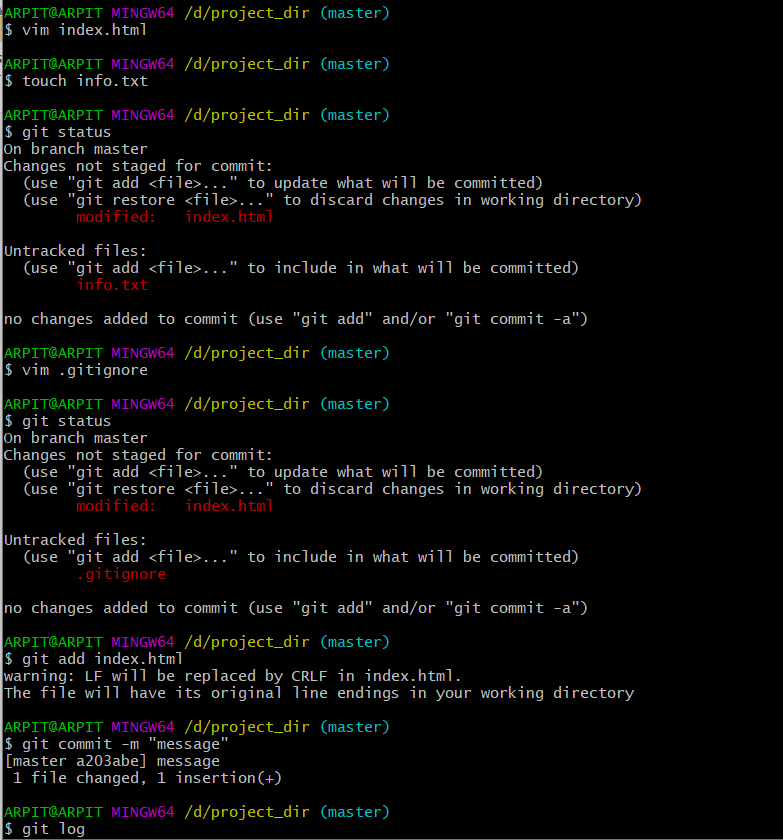 ARPIT@ARPIT MINGW64 /d/project_dir (master)
$ vim index.html

ARPIT@ARPIT MINGW64 /d/project_dir (master)
$ touch info.txt

ARPIT@ARPIT MINGW64 /d/project_dir (master)
$ git status
On branch master
Changes not staged for commit:
  (use "git add <file>..." to update what will be committed)
  (use "git restore <file>..." to discard changes in working directory)
        modified:   index.html

Untracked files:
  (use "git add <file>..." to include in what will be committed)
        info.txt

no changes added to commit (use "git add" and/or "git commit -a")

ARPIT@ARPIT MINGW64 /d/project_dir (master)
$ vim .gitignore

ARPIT@ARPIT MINGW64 /d/project_dir (master)
$ git status
On branch master
Changes not staged for commit:
  (use "git add <file>..." to update what will be committed)
  (use "git restore <file>..." to discard changes in working directory)
        modified:   index.html

Untracked files:
  (use "git add <file>..." to include in what will be committed)
        .gitignore

no changes added to commit (use "git add" and/or "git commit -a")

ARPIT@ARPIT MINGW64 /d/project_dir (master)
$ git add index.html
warning: LF will be replaced by CRLF in index.html.
The file will have its original line endings in your working directory

ARPIT@ARPIT MINGW64 /d/project_dir (master)
$ git commit -m "message"
[master a203abe] message
 1 file changed, 1 insertion(+)

ARPIT@ARPIT MINGW64 /d/project_dir (master)
$ git log